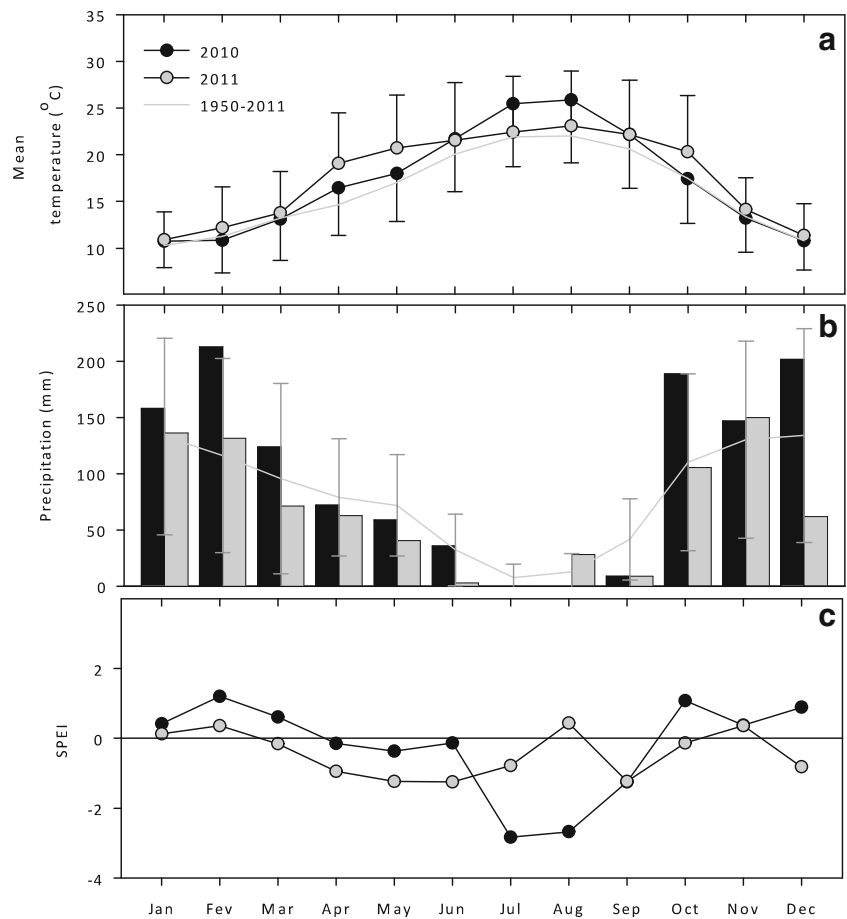 35
a
2010
30
2011
25
1950-2011
Mean
temperature (°C)
20
15
10
250
b
200
Precipitation (mm)
150
100
50
0
c
2
SPEI
0
-2
-4
Jan Fev Mar Apr May Jun Jul Aug Sep Oct Nov Dec